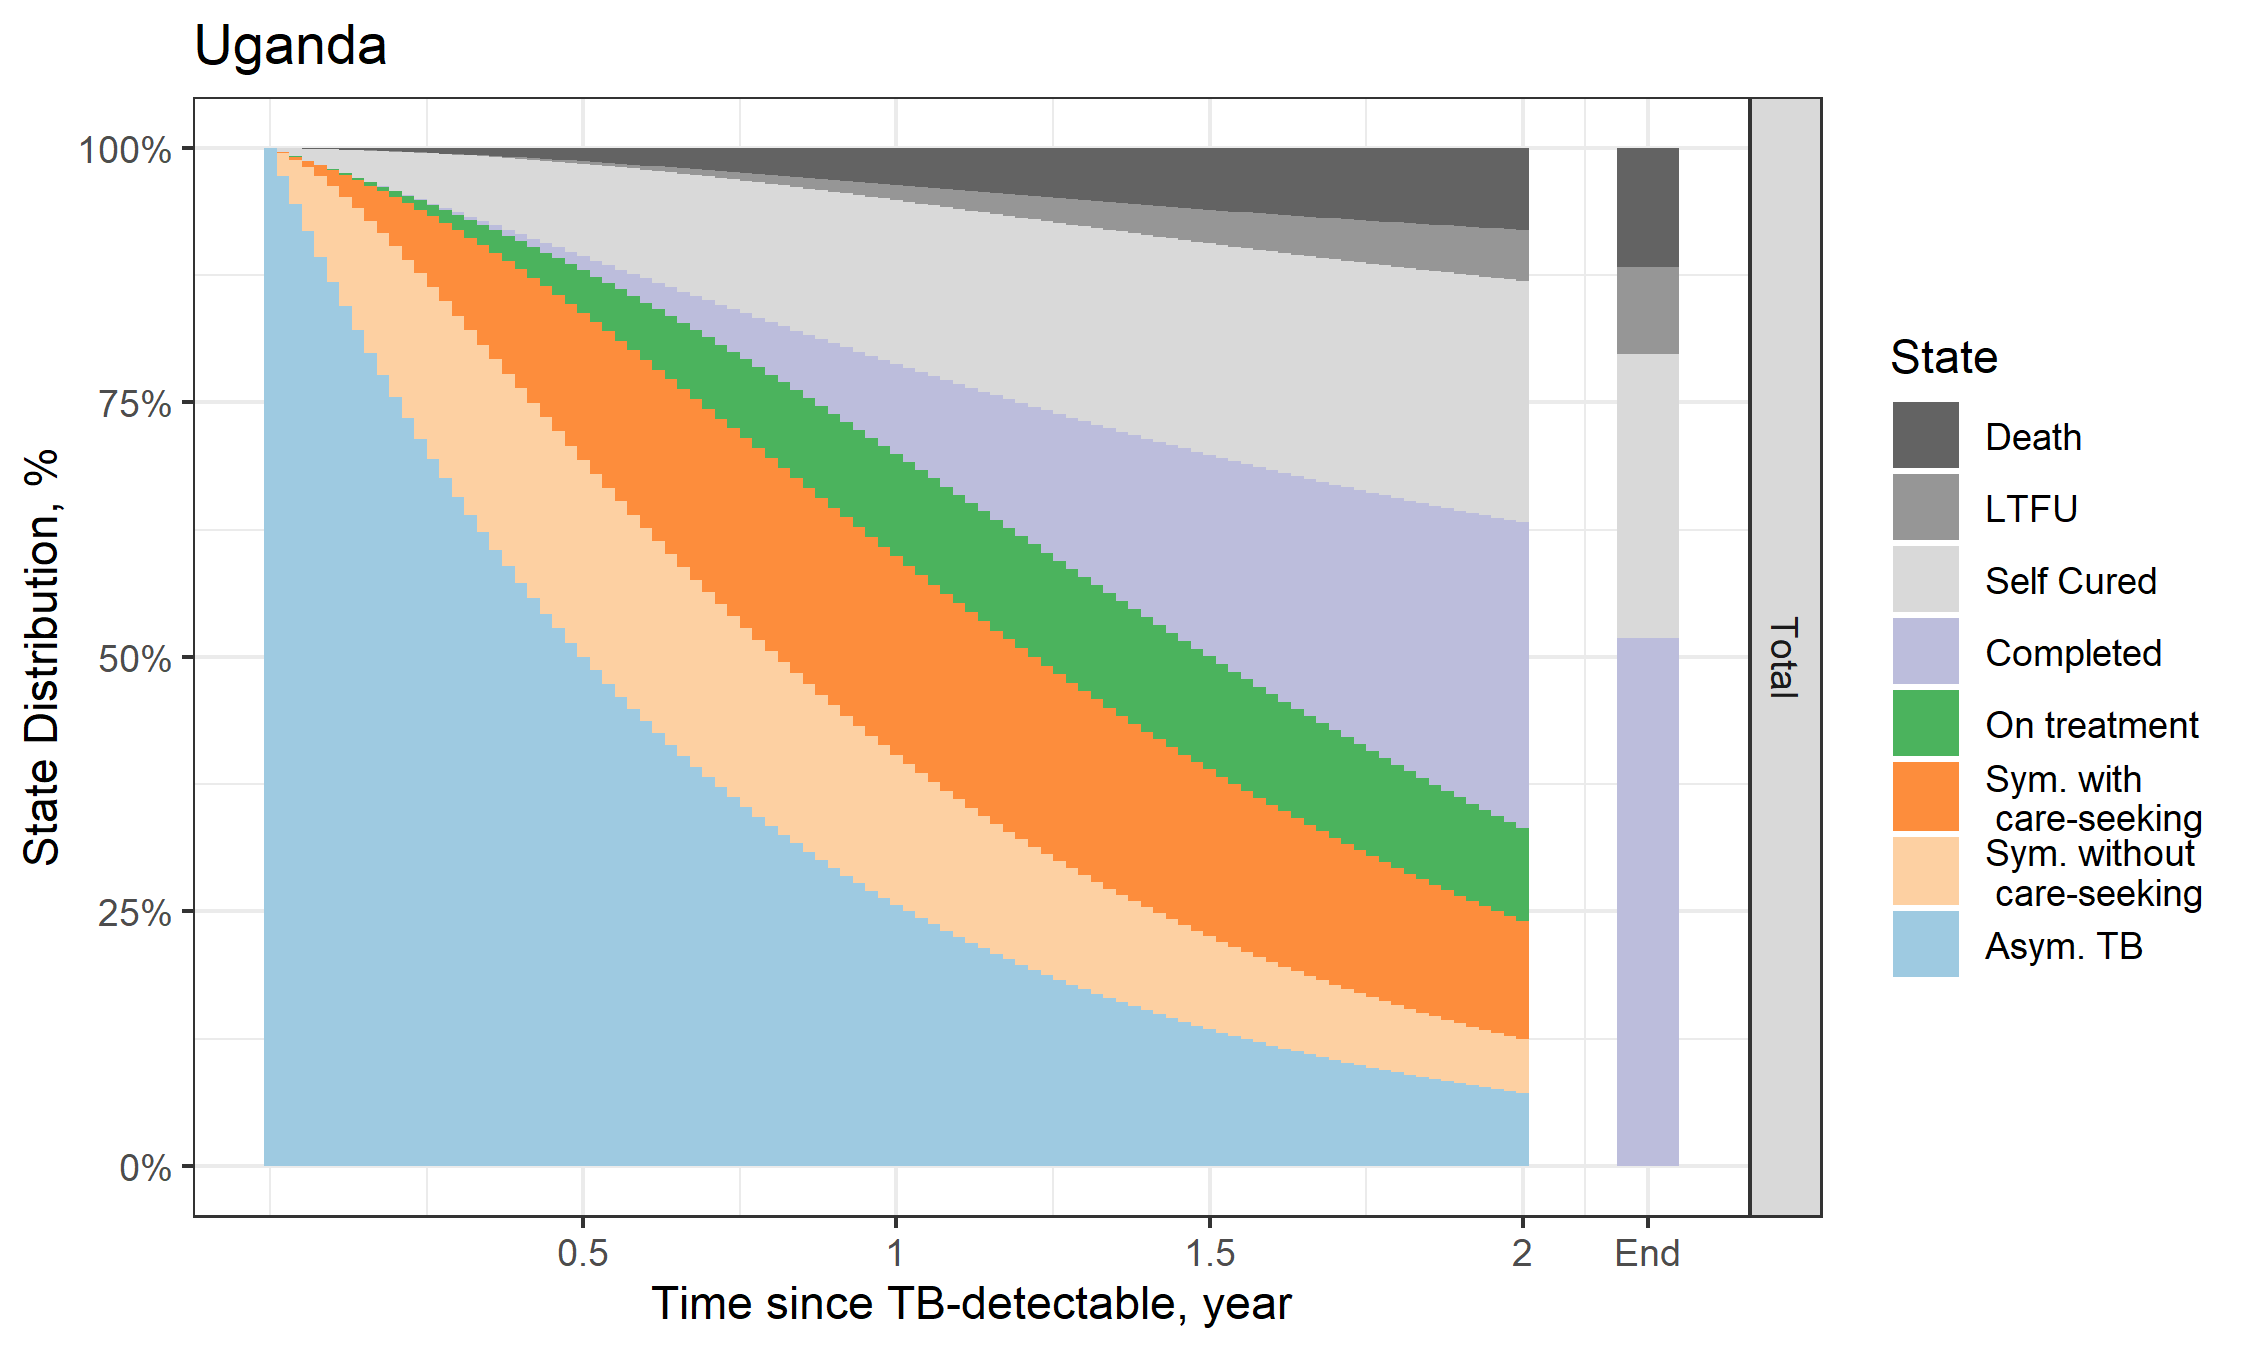 Uganda
100%
75%
50%
25%
0%
State Distribution, %
0.5
1
1.5
2
End
Time since TB-detectable, year
Total
State
Death
LTFU
Self Cured
Completed
On treatment
Sym. with
care-seeking
Sym. without
care-seeking
Asym. TB